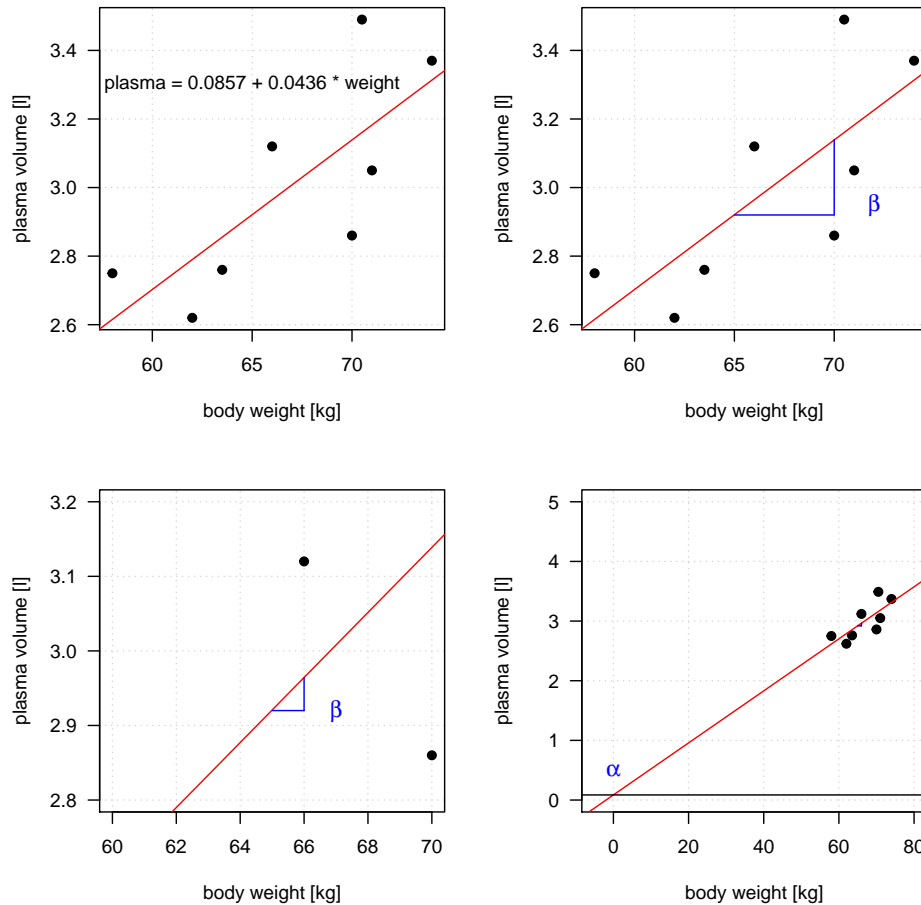 3.4
3.2
3.0
2.8
2.6
plasma volume [l]
plasma = 0.0857 + 0.0436 * weight
60 65 70
body weight [kg]
3.4
3.2
3.0
2.8
2.6
plasma volume [l]
β
60 65 70
body weight [kg]
3.2
3.1
3.0
2.9
2.8
plasma volume [l]
β
60 62 64 66 68 70
body weight [kg]
5
4
3
2
1
0
plasma volume [l]
α
0 20 40 60 80
body weight [kg]